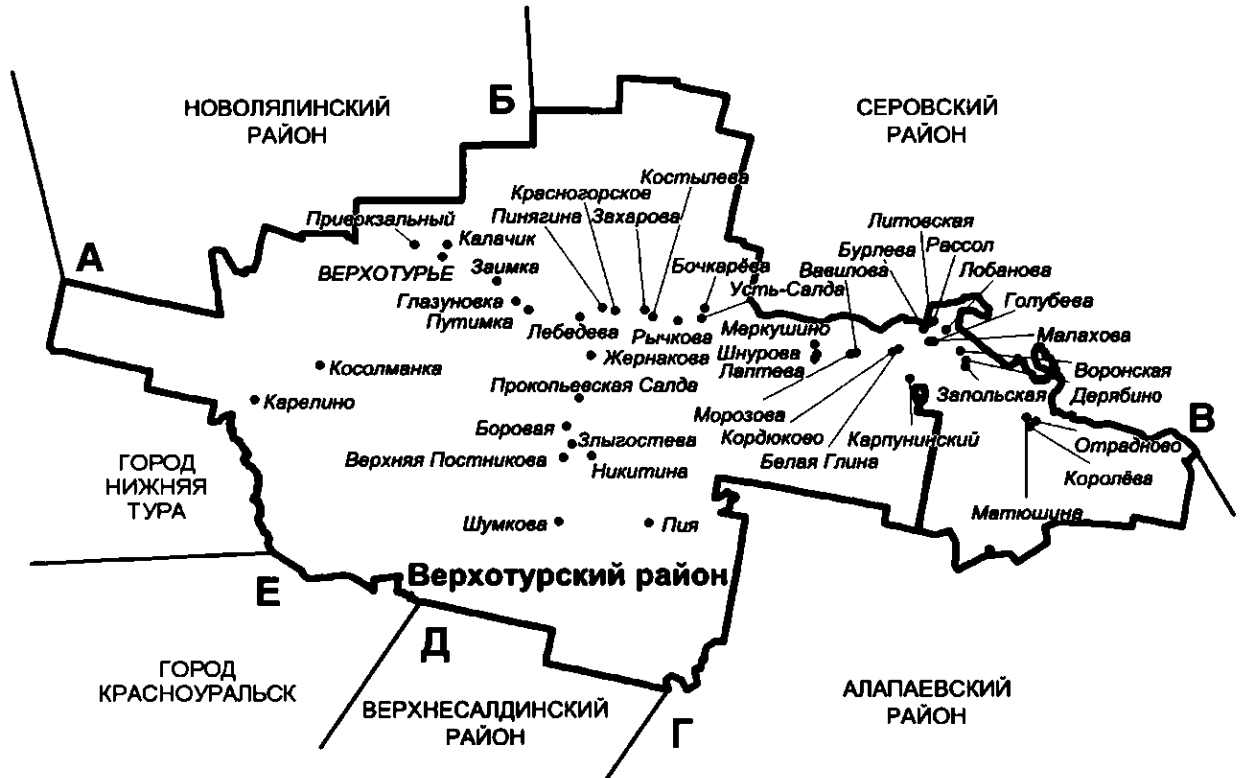 НОВОЛЯЛИНСКИЙ
РАЙОН
Б
СЕРОВСКИЙ
РАЙОН
Костылева
Красногорское
Пинягина Захарова
Привокзальный
Калачик
ВЕРХОТУРЬЕ
Заимка
Глазуновка
Путимка
Лебедева
Рычкова
Жернакова
Бочкарёва
Усть-Салда
Литовская
Бурлева Рассол
Вавилова
Лобанова
Голубева
Меркушино
Шнурова
Лаптева
Малахова
Воронская
Дерябино
Запольская
А
Косолманка
Карелино
Прокопьевская Салда
Боровая
Злыгостева
Верхняя Постникова
Никитина
Морозова
Кордюково
Белая Глина
Карпунинский
В
Отрадново
Королёва
Матюшина
ГОРОД
НИЖНЯЯ
ТУРА
Шумкова
Пия
Верхотурский район
Е
Д
Г
ГОРОД
КРАСНОУРАЛЬСК
ВЕРХНЕСАЛДИНСКИЙ
РАЙОН
АЛАПАЕВСКИЙ
РАЙОН